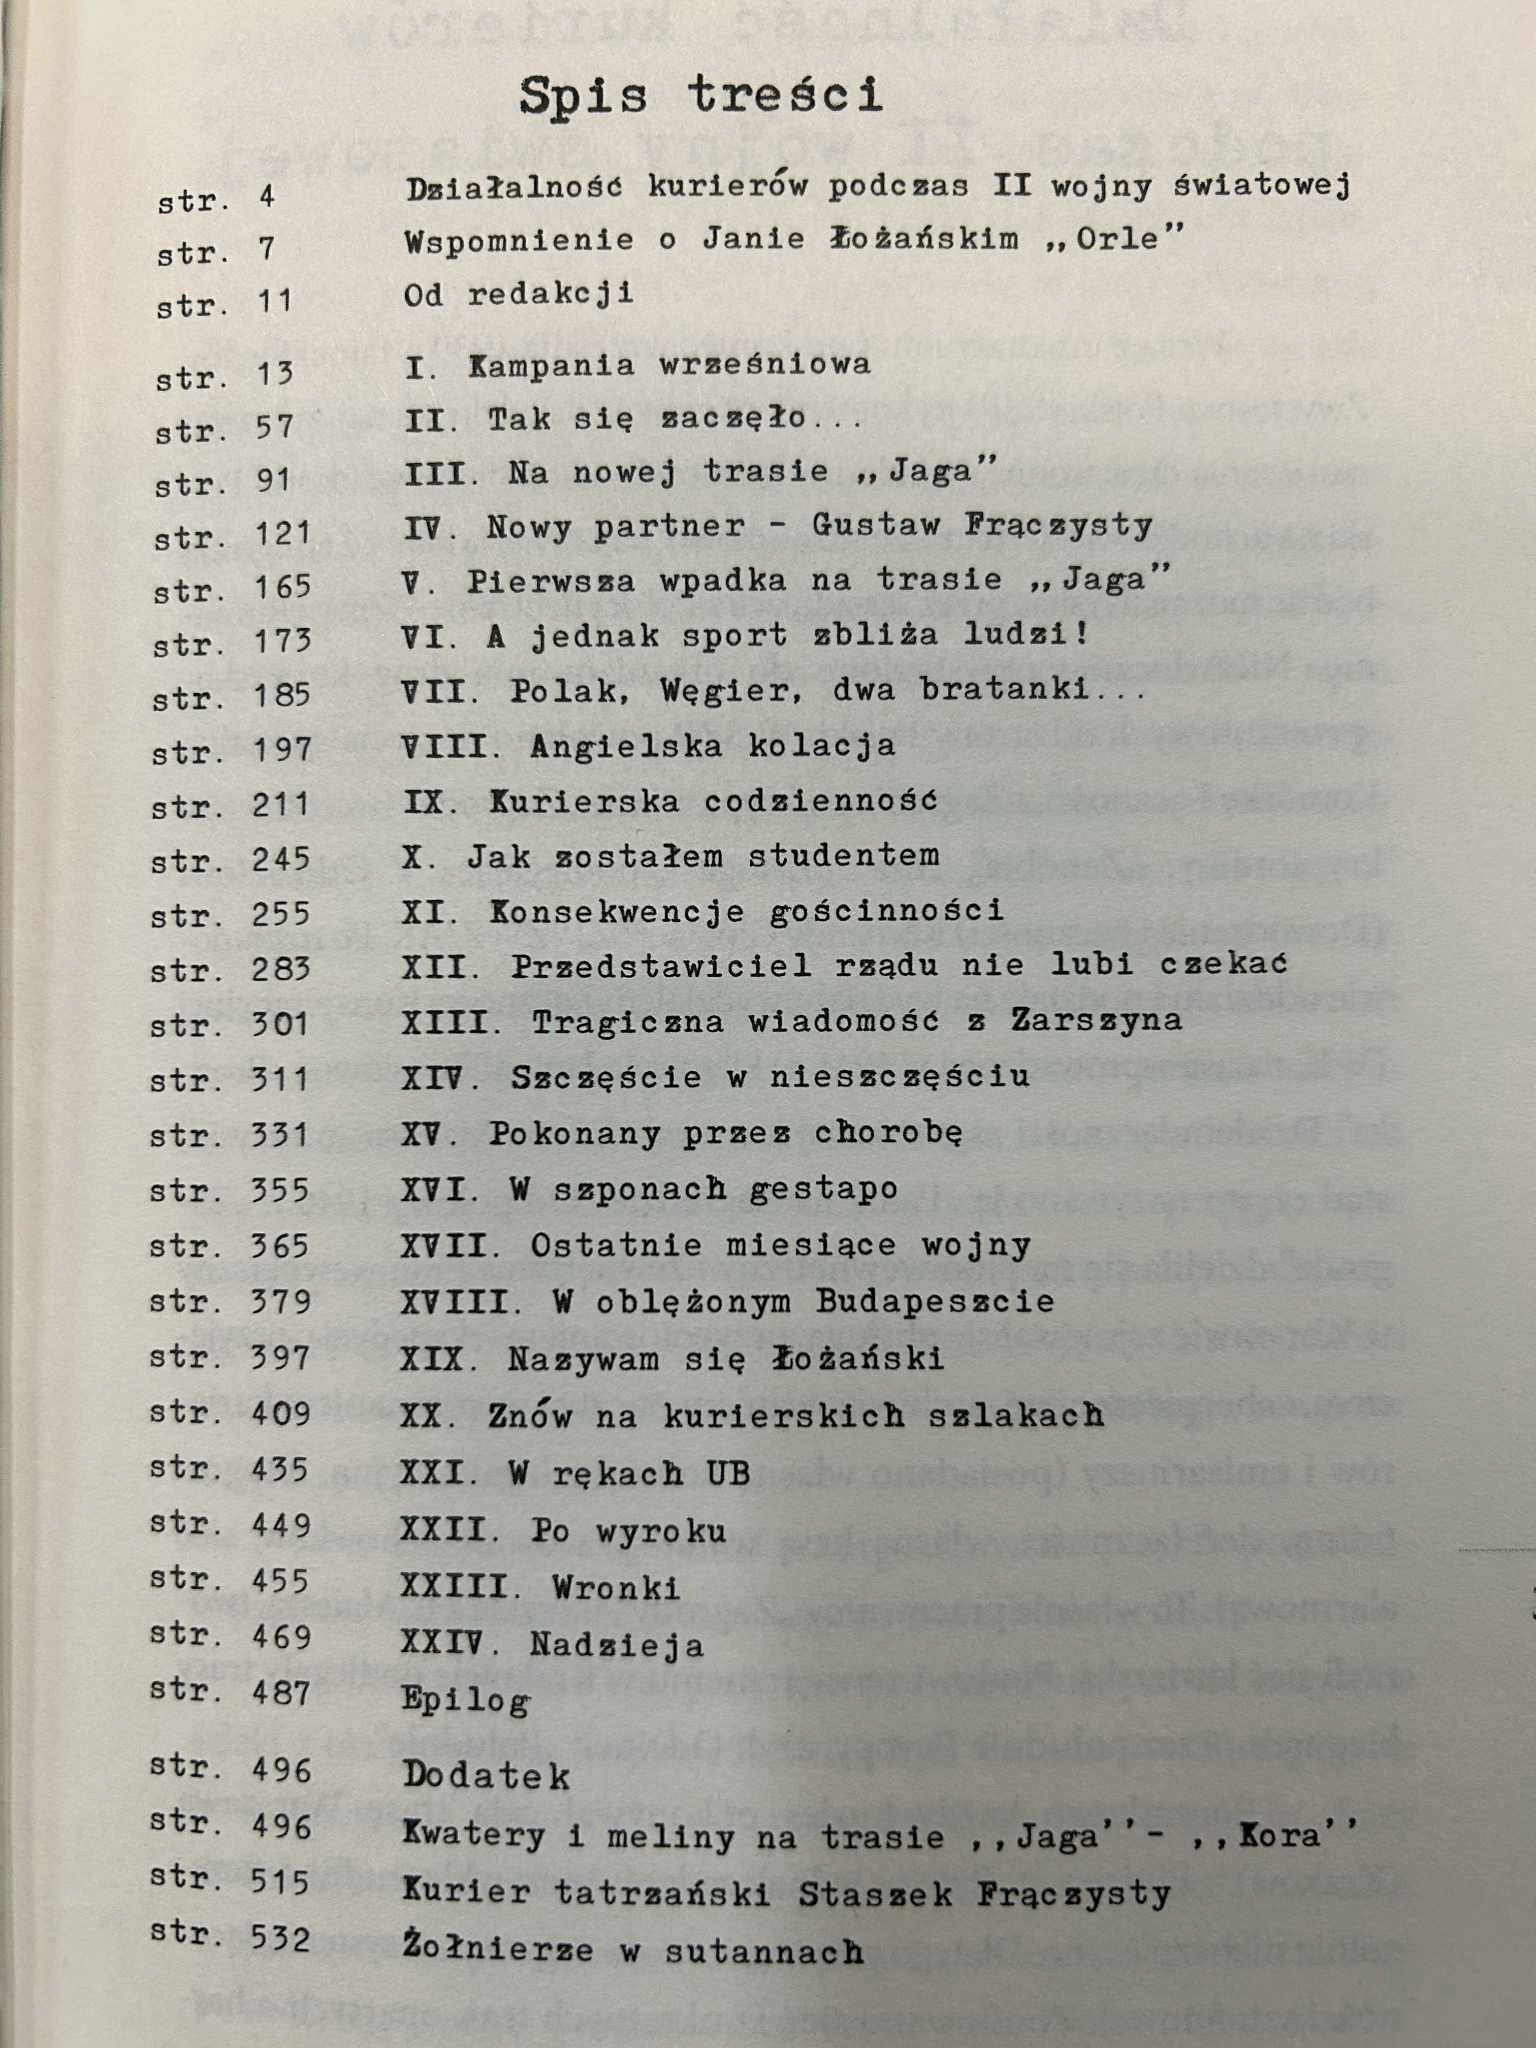 Spis treści
str. 4 Działalność kurierów podczas II wojny światowej
str. 7 Wspomnienie o Janie Łożańskim „Orle”
str. 11 Od redakcji
str. 13 I. Kampania wrześniowa
str. 57 II. Tak się zaczęło...
str. 91 III. Na nowej trasie „Jaga”
str. 121 IV. Nowy partner - Gustaw Frączysty
str. 165 V. Pierwsza wpadka na trasie „Jaga”
str. 173 VI. A jednak sport zbliża ludzi!
str. 185 VII. Polak, Węgier, dwa bratanki...
str. 197 VIII. Angielska kolacja
str. 211 IX. Kurierska codzienność
str. 245 X. Jak zostałem studentem
str. 255 XI. Konsekwencje gościnności
str. 283 XII. Przedstawiciel rządu nie lubi czekać
str. 301 XIII. Tragiczna wiadomość z Zarszyna
str. 311 XIV. Szczęście w nieszczęściu
str. 331 XV. Pokonany przez chorobę
str. 355 XVI. W szponach gestapo
str. 365 XVII. Ostatnie miesiące wojny
str. 379 XVIII. W oblężonym Budapeszcie
str. 397 XIX. Nazywam się Łożański
str. 409 XX. Znów na kurierskich szlakach
str. 435 XXI. W rękach UB
str. 449 XXII. Po wyroku
str. 455 XXIII. Wronki
str. 469 XXIV. Nadzieja
str. 487 Epilog
str. 496 Dodatek
str. 496 Kwatery i meliny na trasie ,,Jaga''- ,,Kora''
str. 515 Kurier tatrzański Staszek Frączysty
str. 532 Żołnierze w sutannach